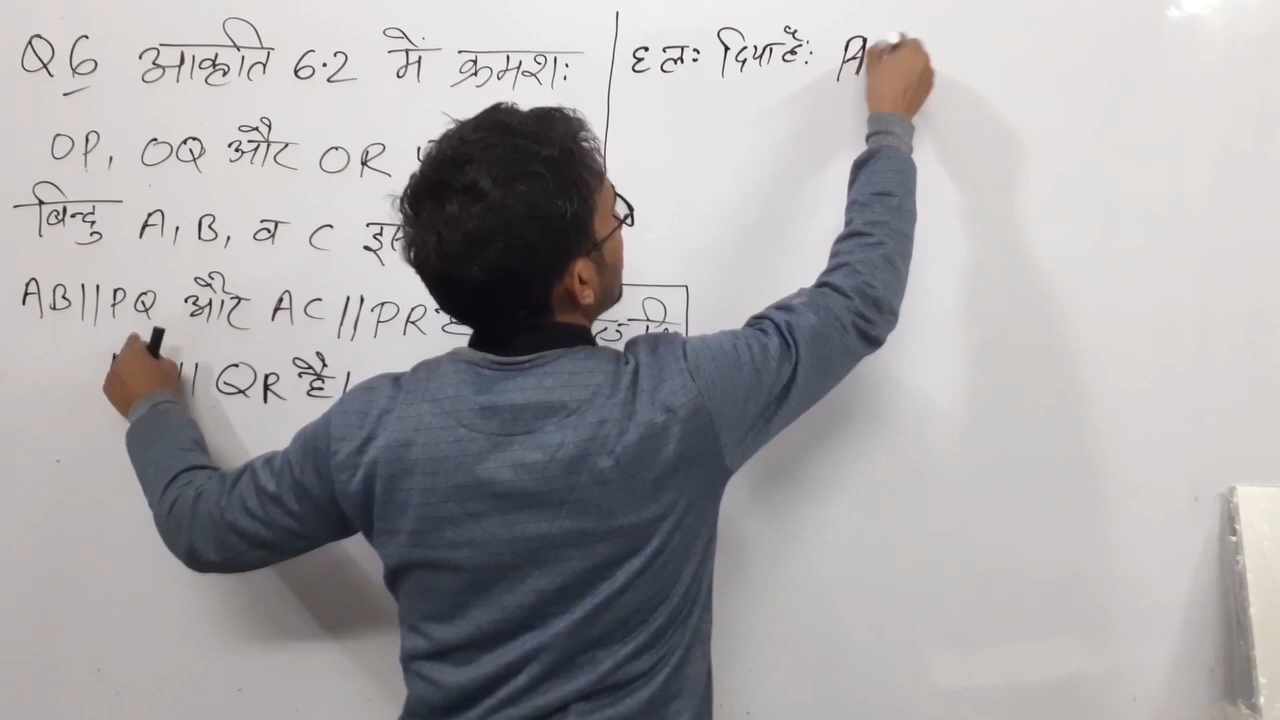 Q6 आकृति 6.2 में क्रमशः
OP, OQ और OR
बिन्दु A, B, व C
AB||PQ और AC||PR
|| QR है।
हलः दिया हैः A